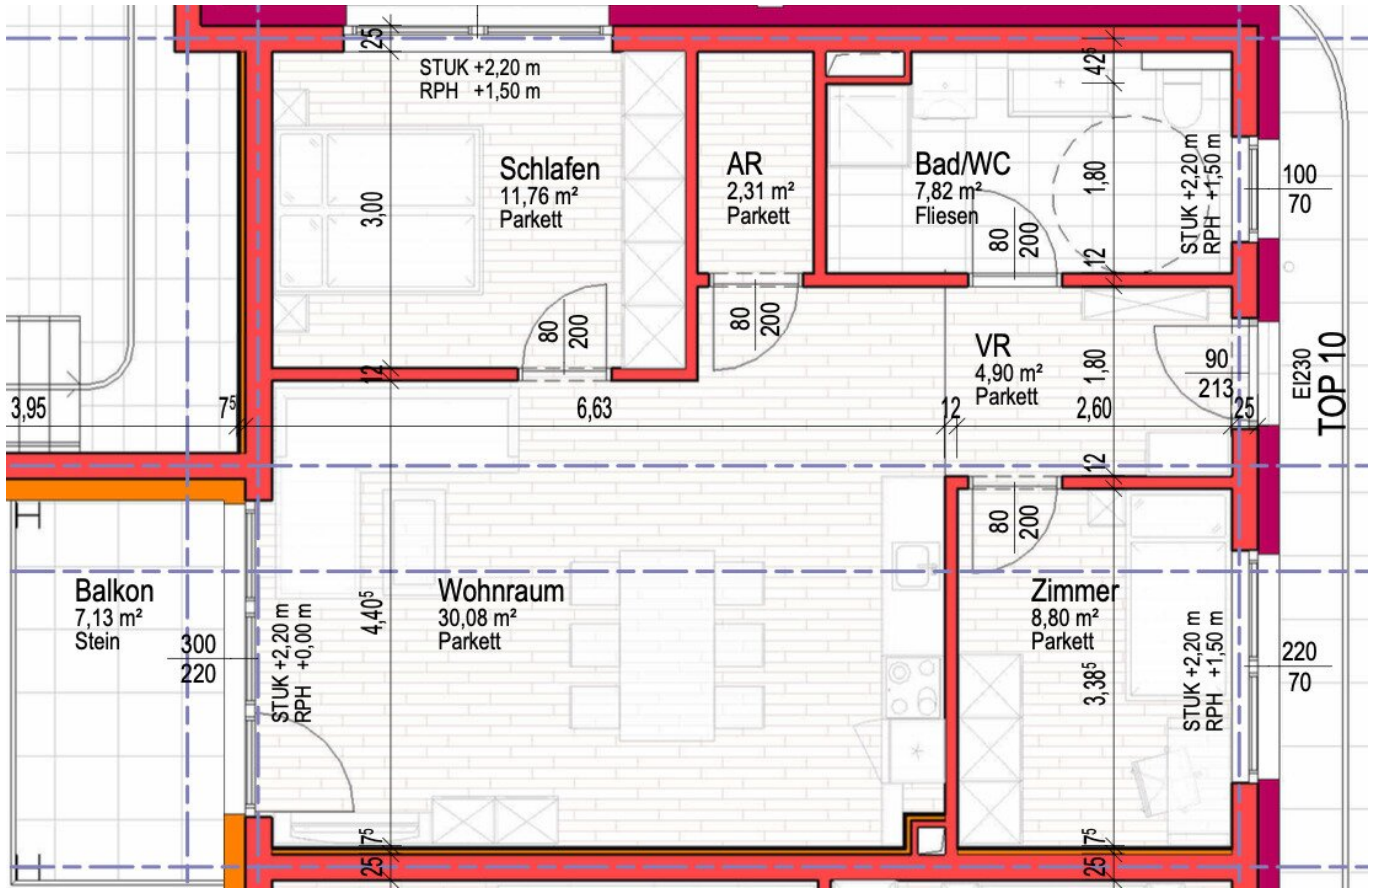 25
STUK +2,20 m
RPH +1,50 m
42⁵
Schlafen
11,76 m²
Parkett
AR
2,31 m²
Parkett
Bad/WC
7,82 m²
Fliesen
3,00
1,80
STUK +2,20 m
RPH +1,50 m
100
70
80
200
12
80
200
80
200
VR
4,90 m²
Parkett
1,80
90
213
EI230
TOP 10
12
3,95
7⁵
6,63
12
2,60
25
12
80
200
Balkon
7,13 m²
Stein
300
220
STUK +2,20 m
RPH +0,00 m
4,40⁵
Wohnraum
30,08 m²
Parkett
Zimmer
8,80 m²
Parkett
3,38⁵
STUK +2,20 m
RPH +1,50 m
220
70
7⁵
25
7⁵
25